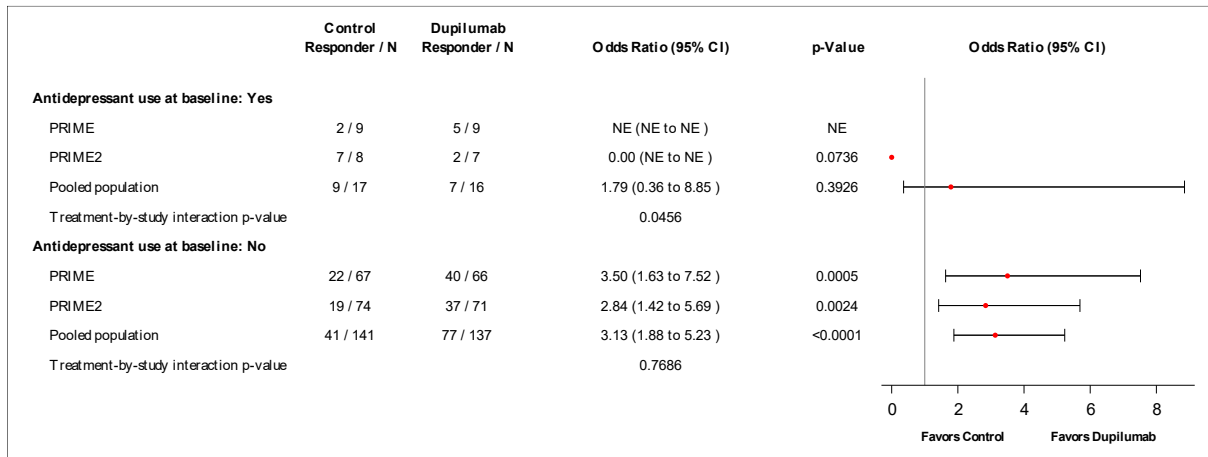 Control Dupilumab
Responder / N Responder / N Odds Ratio (95% CI) p-Value Odds Ratio (95% CI)
Antidepressant use at baseline: Yes
PRIME 2 / 9 5 / 9 NE (NE to NE ) NE
PRIME2 7 / 8 2 / 7 0.00 (NE to NE ) 0.0736
Pooled population 9 / 17 7 / 16 1.79 (0.36 to 8.85 ) 0.3926
Treatment-by-study interaction p-value 0.0456
Antidepressant use at baseline: No
PRIME 22 / 67 40 / 66 3.50 (1.63 to 7.52 ) 0.0005
PRIME2 19 / 74 37 / 71 2.84 (1.42 to 5.69 ) 0.0024
Pooled population 41 / 141 77 / 137 3.13 (1.88 to 5.23 ) <0.0001
Treatment-by-study interaction p-value 0.7686
0 2 4 6 8
Favors Control Favors Dupilumab